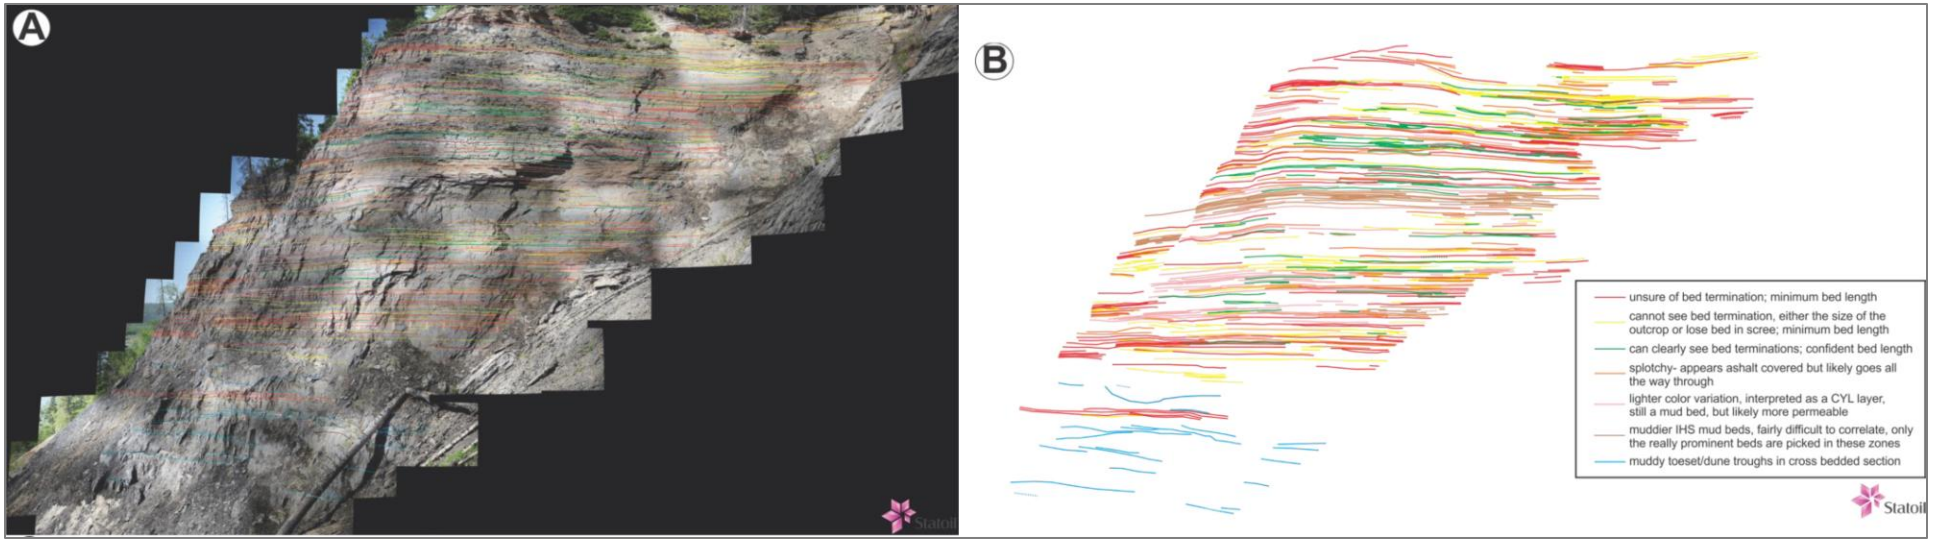 A
Statoil
B
unsure of bed termination; minimum bed length
cannot see bed termination, either the size of the
outcrop or lose bed in scree; minimum bed length
can clearly see bed terminations; confident bed length
splotchy- appears ashalt covered but likely goes all
the way through
lighter color variation, interpreted as a CYL layer,
still a mud bed, but likely more permeable
muddier IHS mud beds, fairly difficult to correlate, only
the really prominent beds are picked in these zones
muddy toeset/dune troughs in cross bedded section
Statoil